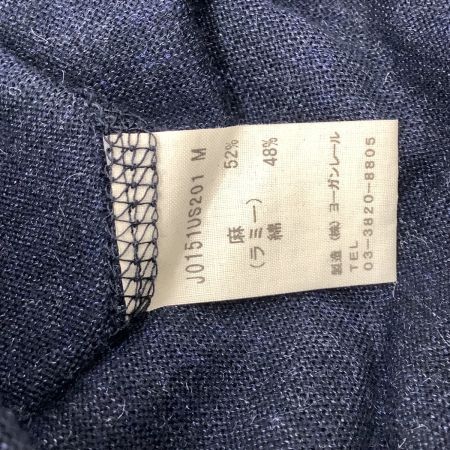 J0151US201 M
麻 52%
(ラミー)
綿 48%
製造 (株) ヨーガンレール
TEL
03-3820-8805